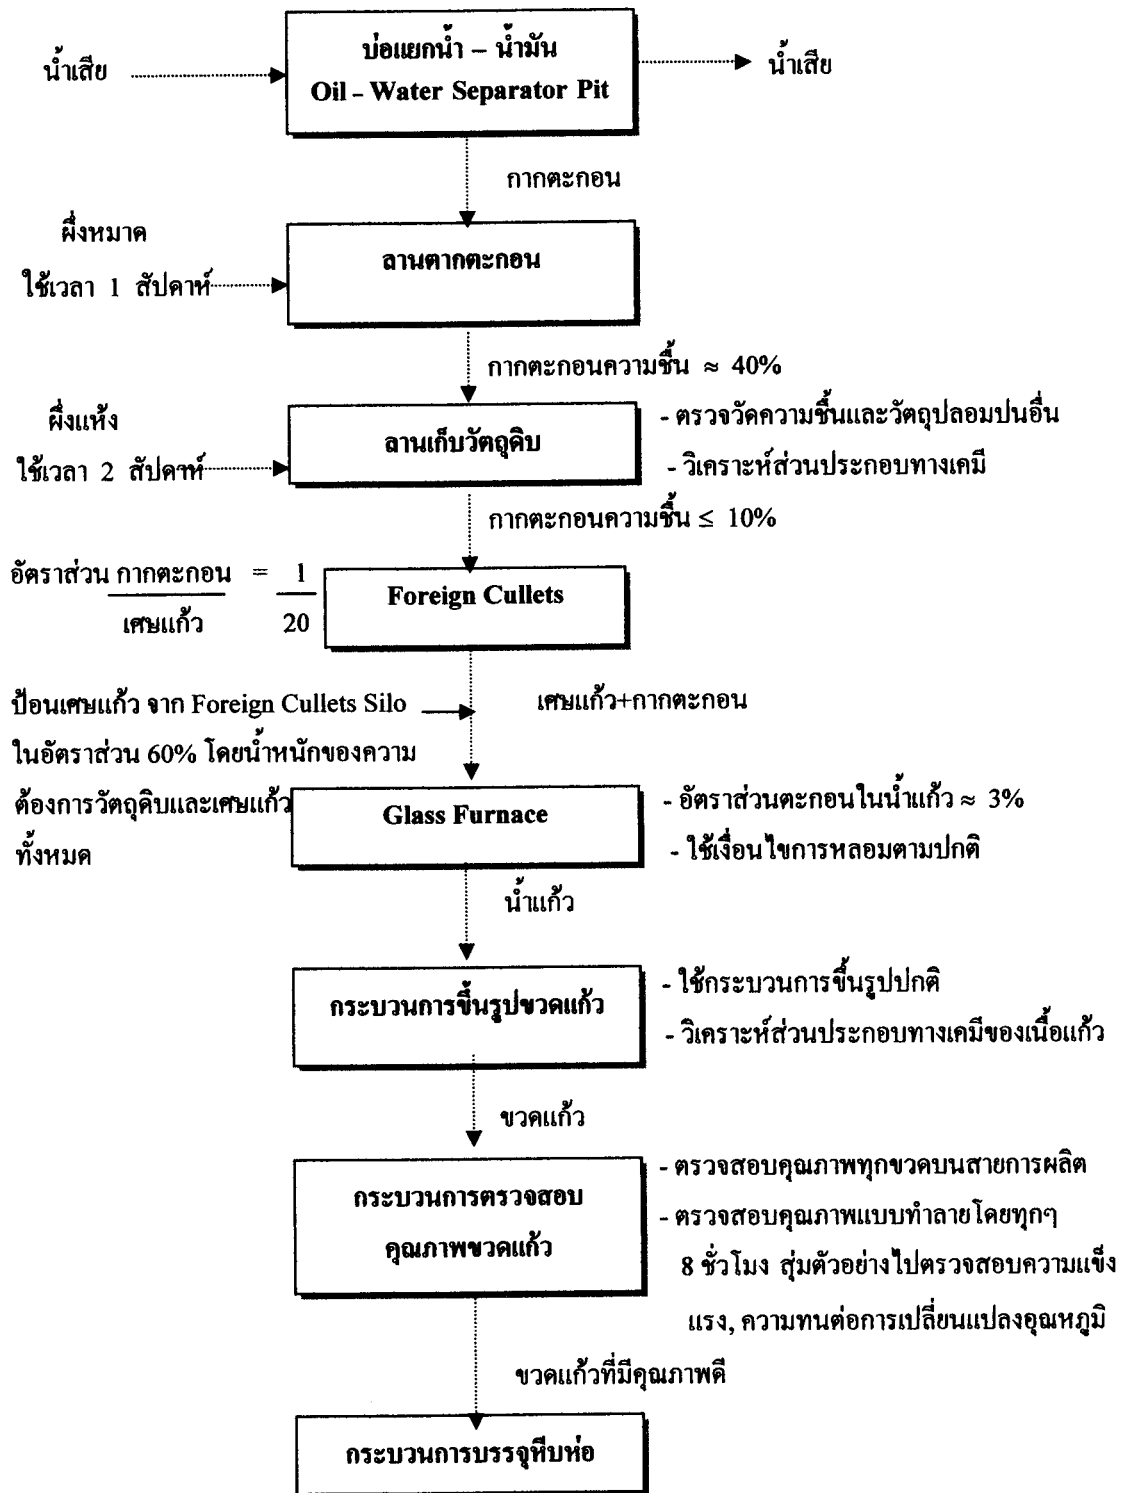 น้ำเสีย
บ่อแยกน้ำ – น้ำมัน
Oil – Water Separator Pit
น้ำเสีย
กากตะกอน
ผึ่งหมาด
ใช้เวลา 1 สัปดาห์
ลานตากตะกอน
กากตะกอนความชื้น ≈ 40%
ผึ่งแห้ง
ใช้เวลา 2 สัปดาห์
ลานเก็บวัตถุดิบ
- ตรวจวัดความชื้นและวัตถุปลอมปนอื่น
- วิเคราะห์ส่วนประกอบทางเคมี
กากตะกอนความชื้น ≤ 10%
อัตราส่วน กากตะกอน = 1
เศษแก้ว 20
Foreign Cullets
ป้อนเศษแก้ว จาก Foreign Cullets Silo
ในอัตราส่วน 60% โดยน้ำหนักของความ
ต้องการวัตถุดิบและเศษแก้ว
ทั้งหมด
เศษแก้ว+กากตะกอน
Glass Furnace
- อัตราส่วนตะกอนในน้ำแก้ว ≈ 3%
- ใช้เงื่อนไขการหลอมตามปกติ
น้ำแก้ว
กระบวนการขึ้นรูปขวดแก้ว
- ใช้กระบวนการขึ้นรูปปกติ
- วิเคราะห์ส่วนประกอบทางเคมีของเนื้อแก้ว
ขวดแก้ว
กระบวนการตรวจสอบ
คุณภาพขวดแก้ว
- ตรวจสอบคุณภาพทุกขวดบนสายการผลิต
- ตรวจสอบคุณภาพแบบทำลายโดยทุกๆ
8 ชั่วโมง สุ่มตัวอย่างไปตรวจสอบความแข็ง
แรง, ความทนต่อการเปลี่ยนแปลงอุณหภูมิ
ขวดแก้วที่มีคุณภาพดี
กระบวนการบรรจุหีบห่อ